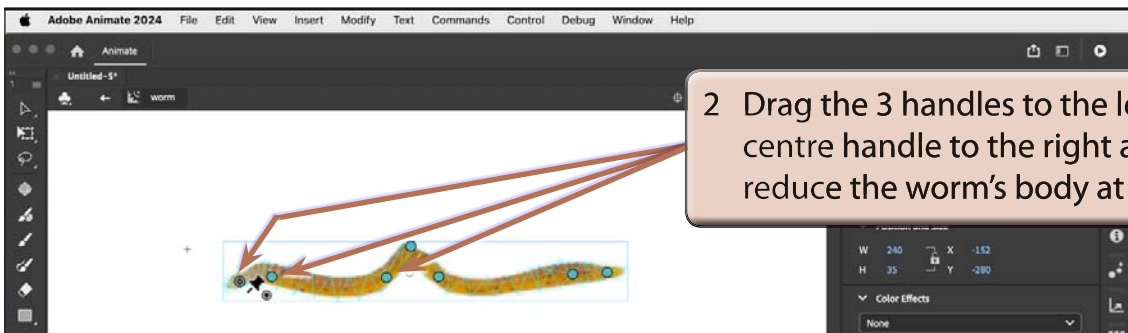 Adobe Animate 2024 File Edit View Insert Modify Text Commands Control Debug Window Help
Animate
Untitled-5*
worm
2 Drag the 3 handles to the
centre handle to the right
reduce the worm's body at
W 240 X -152
H 35 Y -280
Color Effects
None